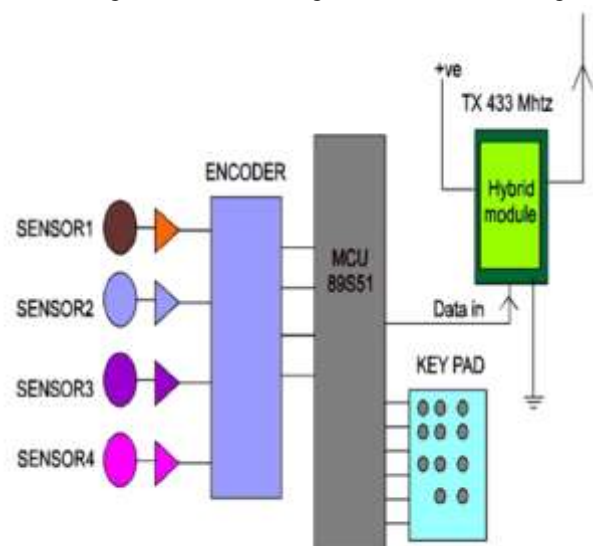 +ve
TX 433 Mhtz
ENCODER
Hybrid
module
SENSOR1
MCU
89S51
SENSOR2
Data in
KEY PAD
SENSOR3
SENSOR4